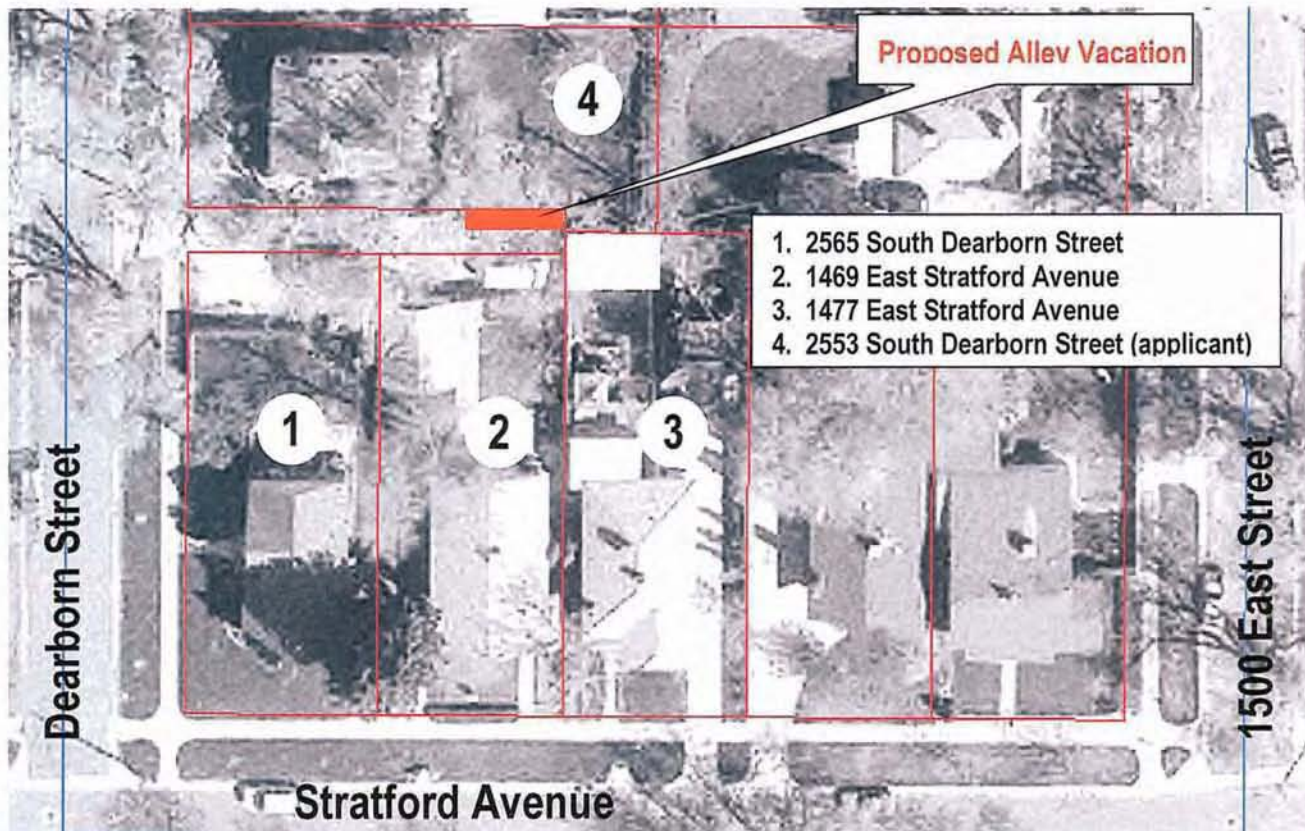 Proposed Alley Vacation
4
1. 2565 South Dearborn Street
2. 1469 East Stratford Avenue
3. 1477 East Stratford Avenue
4. 2553 South Dearborn Street (applicant)
1
2
3
Dearborn Street
1500 East Street
Stratford Avenue